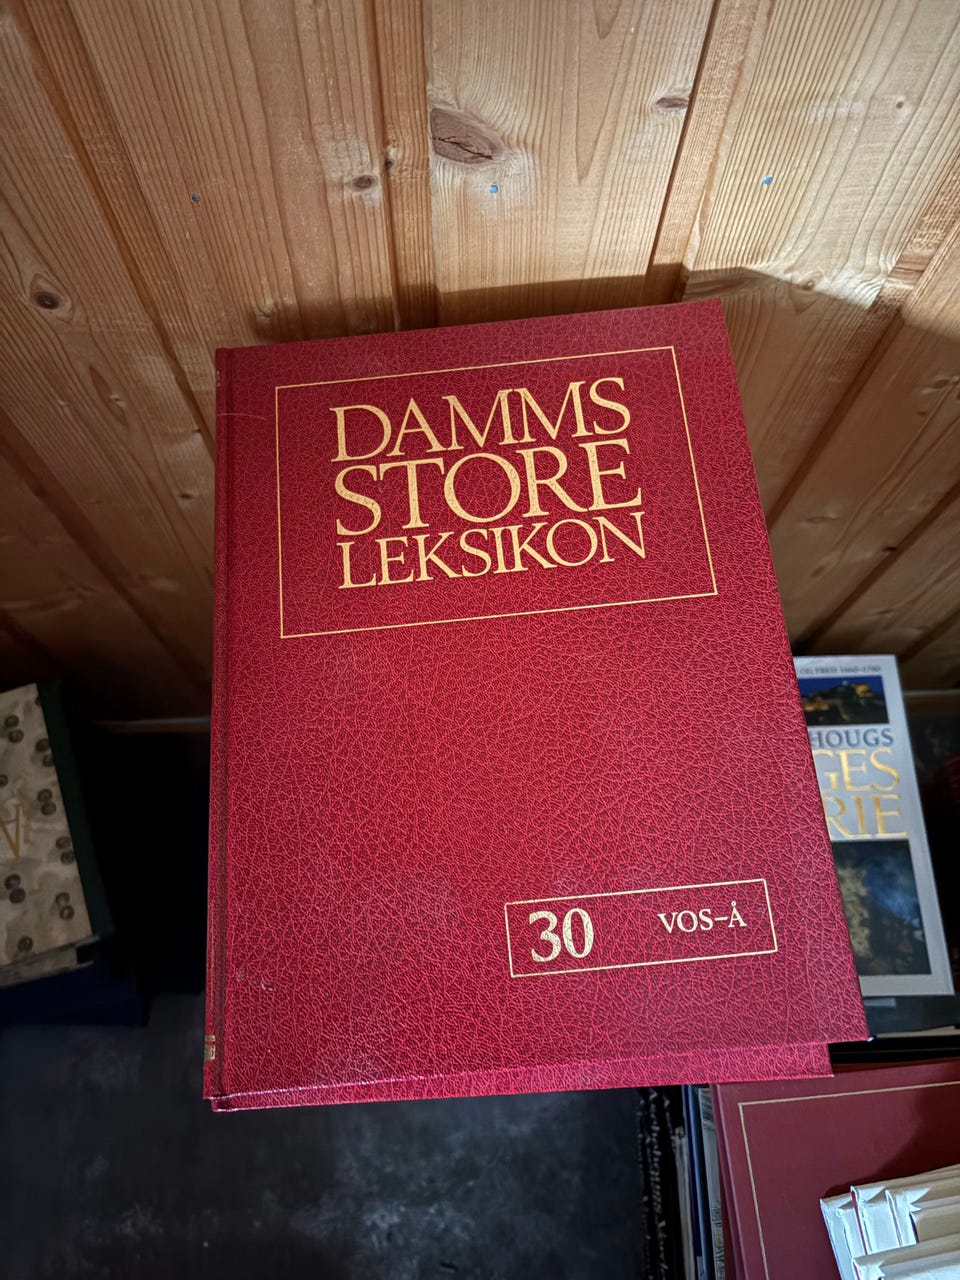 DAMMS
STORE
LEKSIKON
30 VOS-Å
HOUGS
GES
RIE